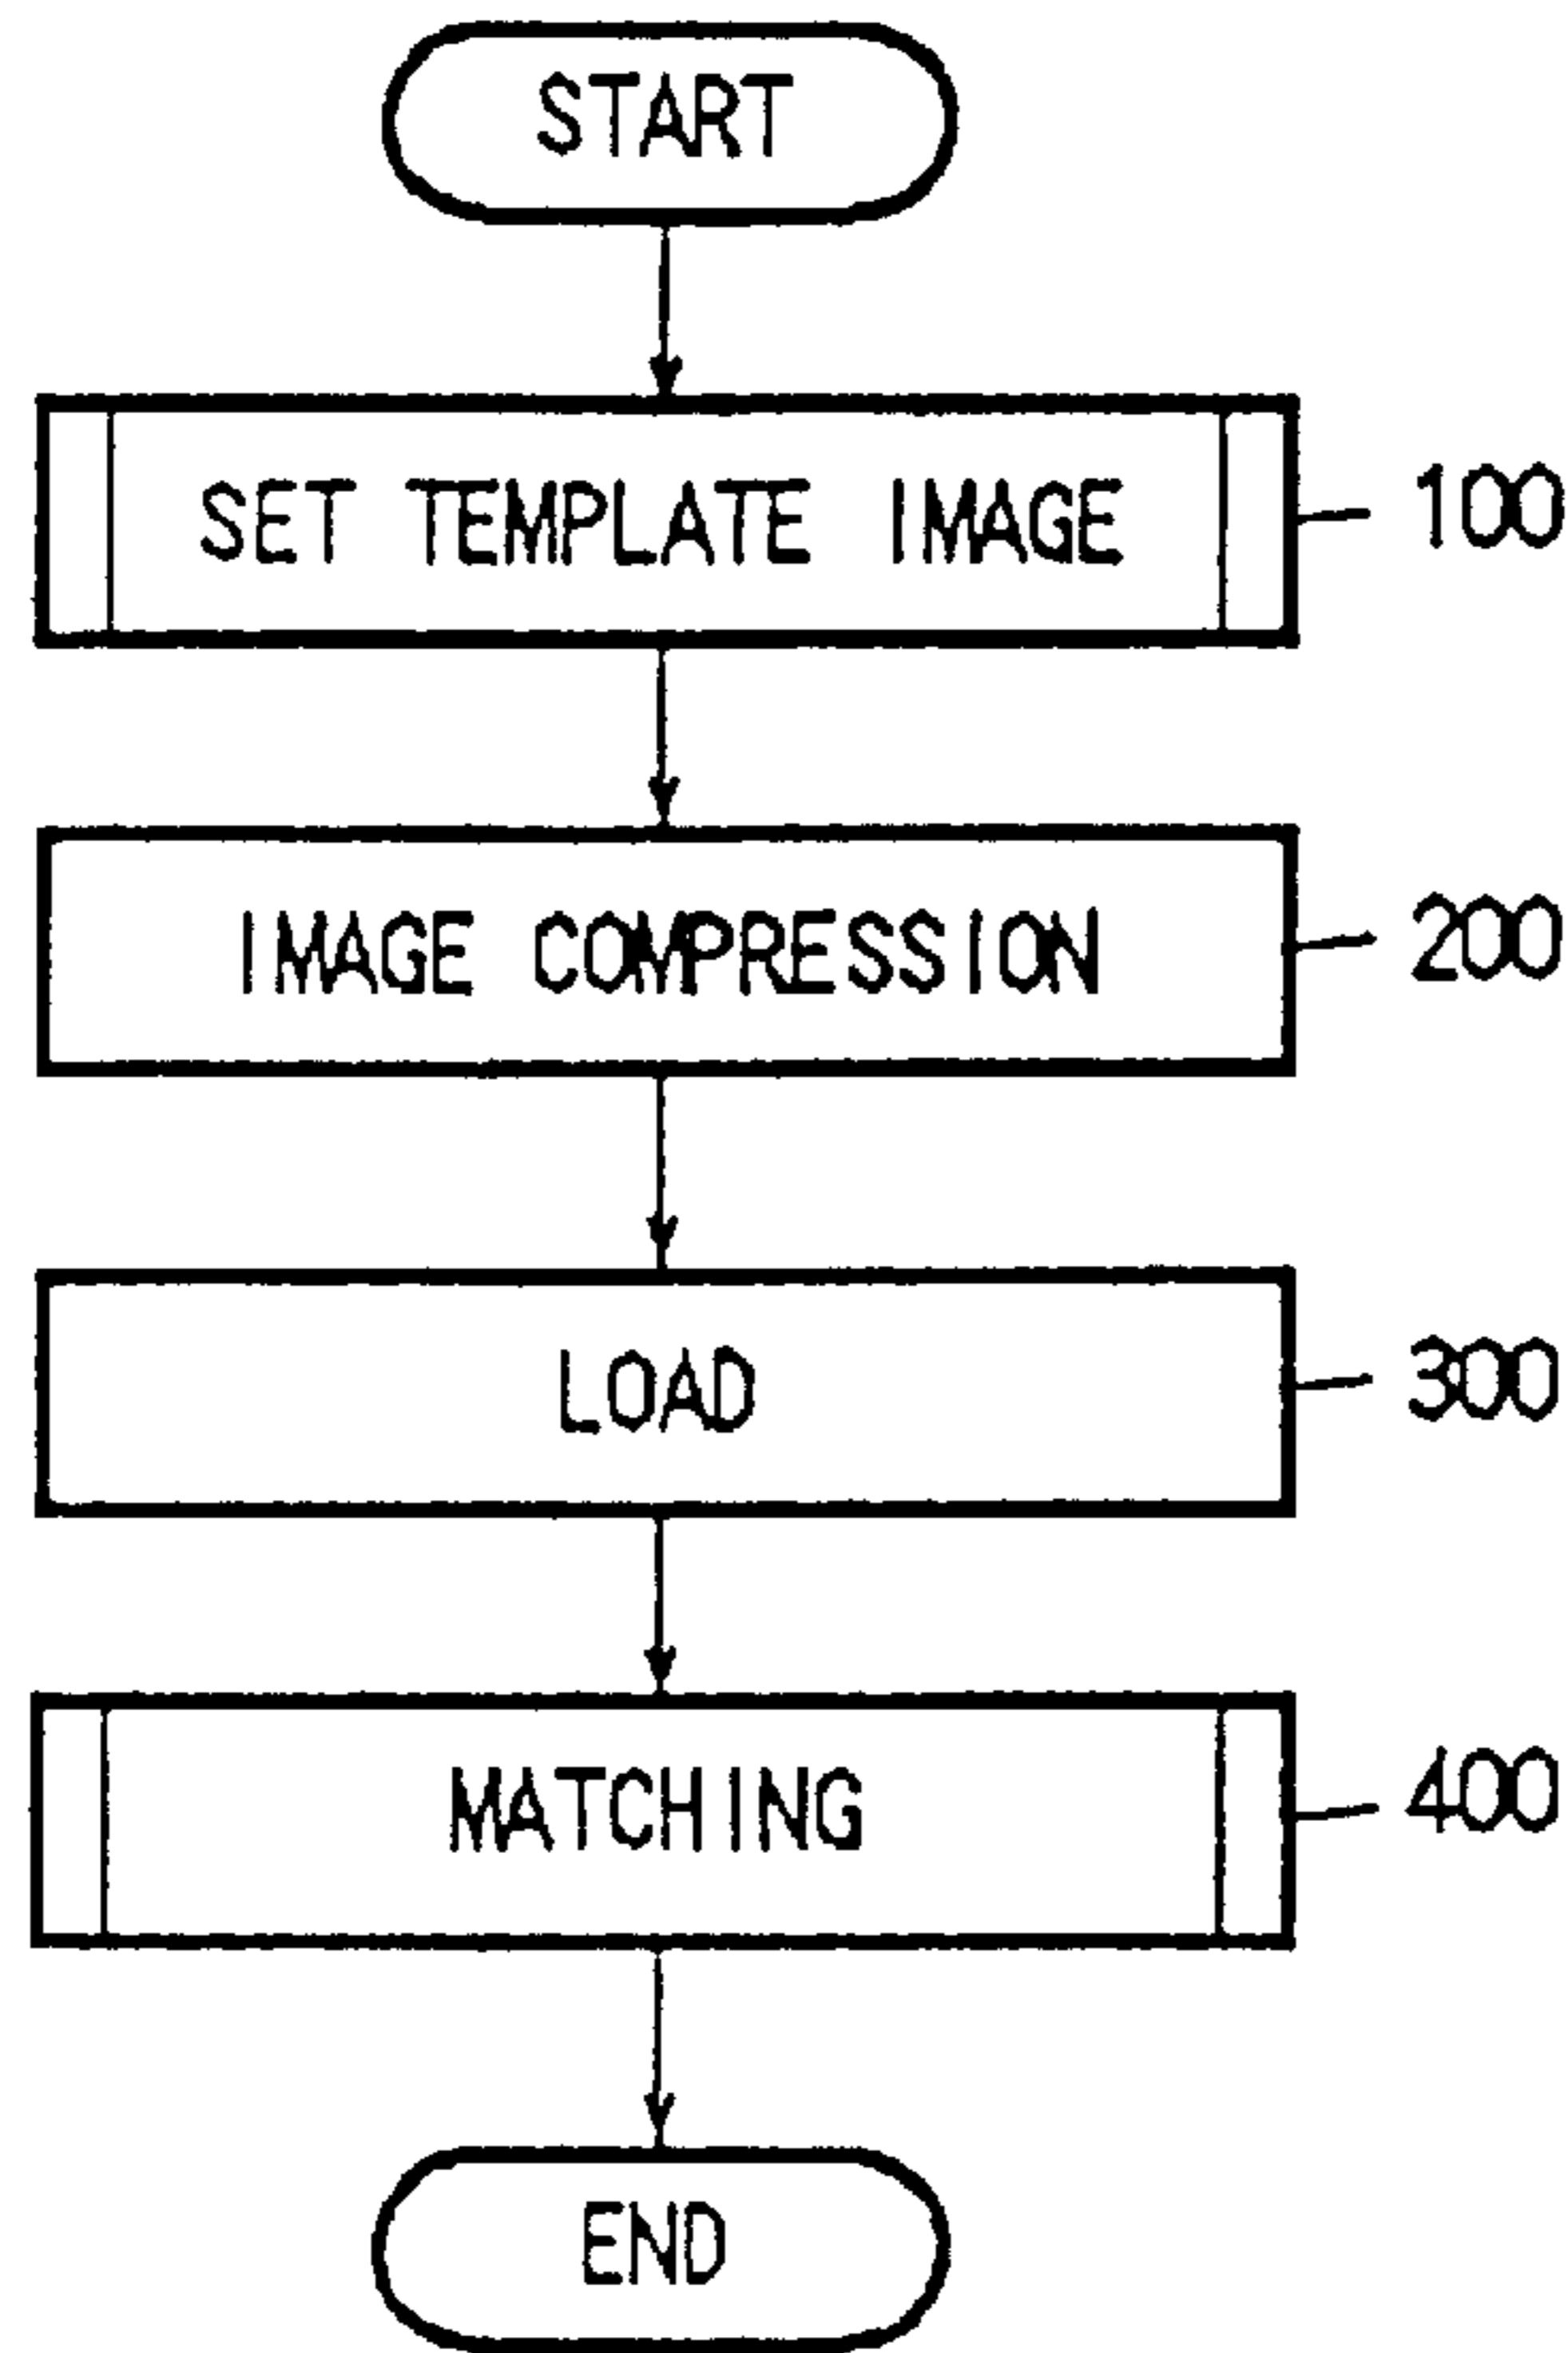 START
SET TEMPLATE IMAGE
100
IMAGE COMPRESSION
200
LOAD
300
MATCHING
400
END